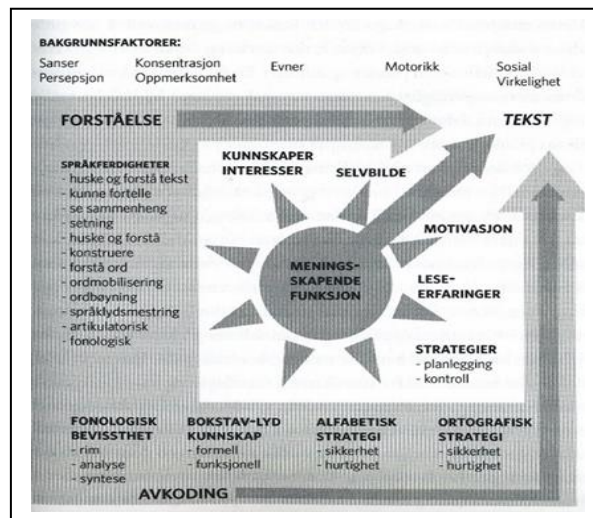 BAKGRUNNSFAKTORER:
Sanser
Persepsjon
Konsentrasjon
Oppmerksomhet
Evner
Motorikk
Sosial
Virkelighet
FORSTÅELSE
TEKST
SPRÅKFERDIGHETER
- huske og forstå tekst
- kunne fortelle
- se sammenheng
- setning
- huske og forstå
- konstruere
- forstå ord
- ordmobilisering
- ordbøyning
- språklydsmestring
- artikulatorisk
- fonologisk
KUNNSKAPER
INTERESSER
SELVBILDE
MOTIVASJON
MENINGS-
SKAPENDE
FUNKSJON
LESE-
ERFARINGER
STRATEGIER
- planlegging
- kontroll
FONOLOGISK
BEVISSTHET
- rim
- analyse
- syntese
BOKSTAV-LYD
KUNNSKAP
- formell
- funksjonell
ALFABETISK
STRATEGI
- sikkerhet
- hurtighet
ORTOGRAFISK
STRATEGI
- sikkerhet
- hurtighet
AVKODING